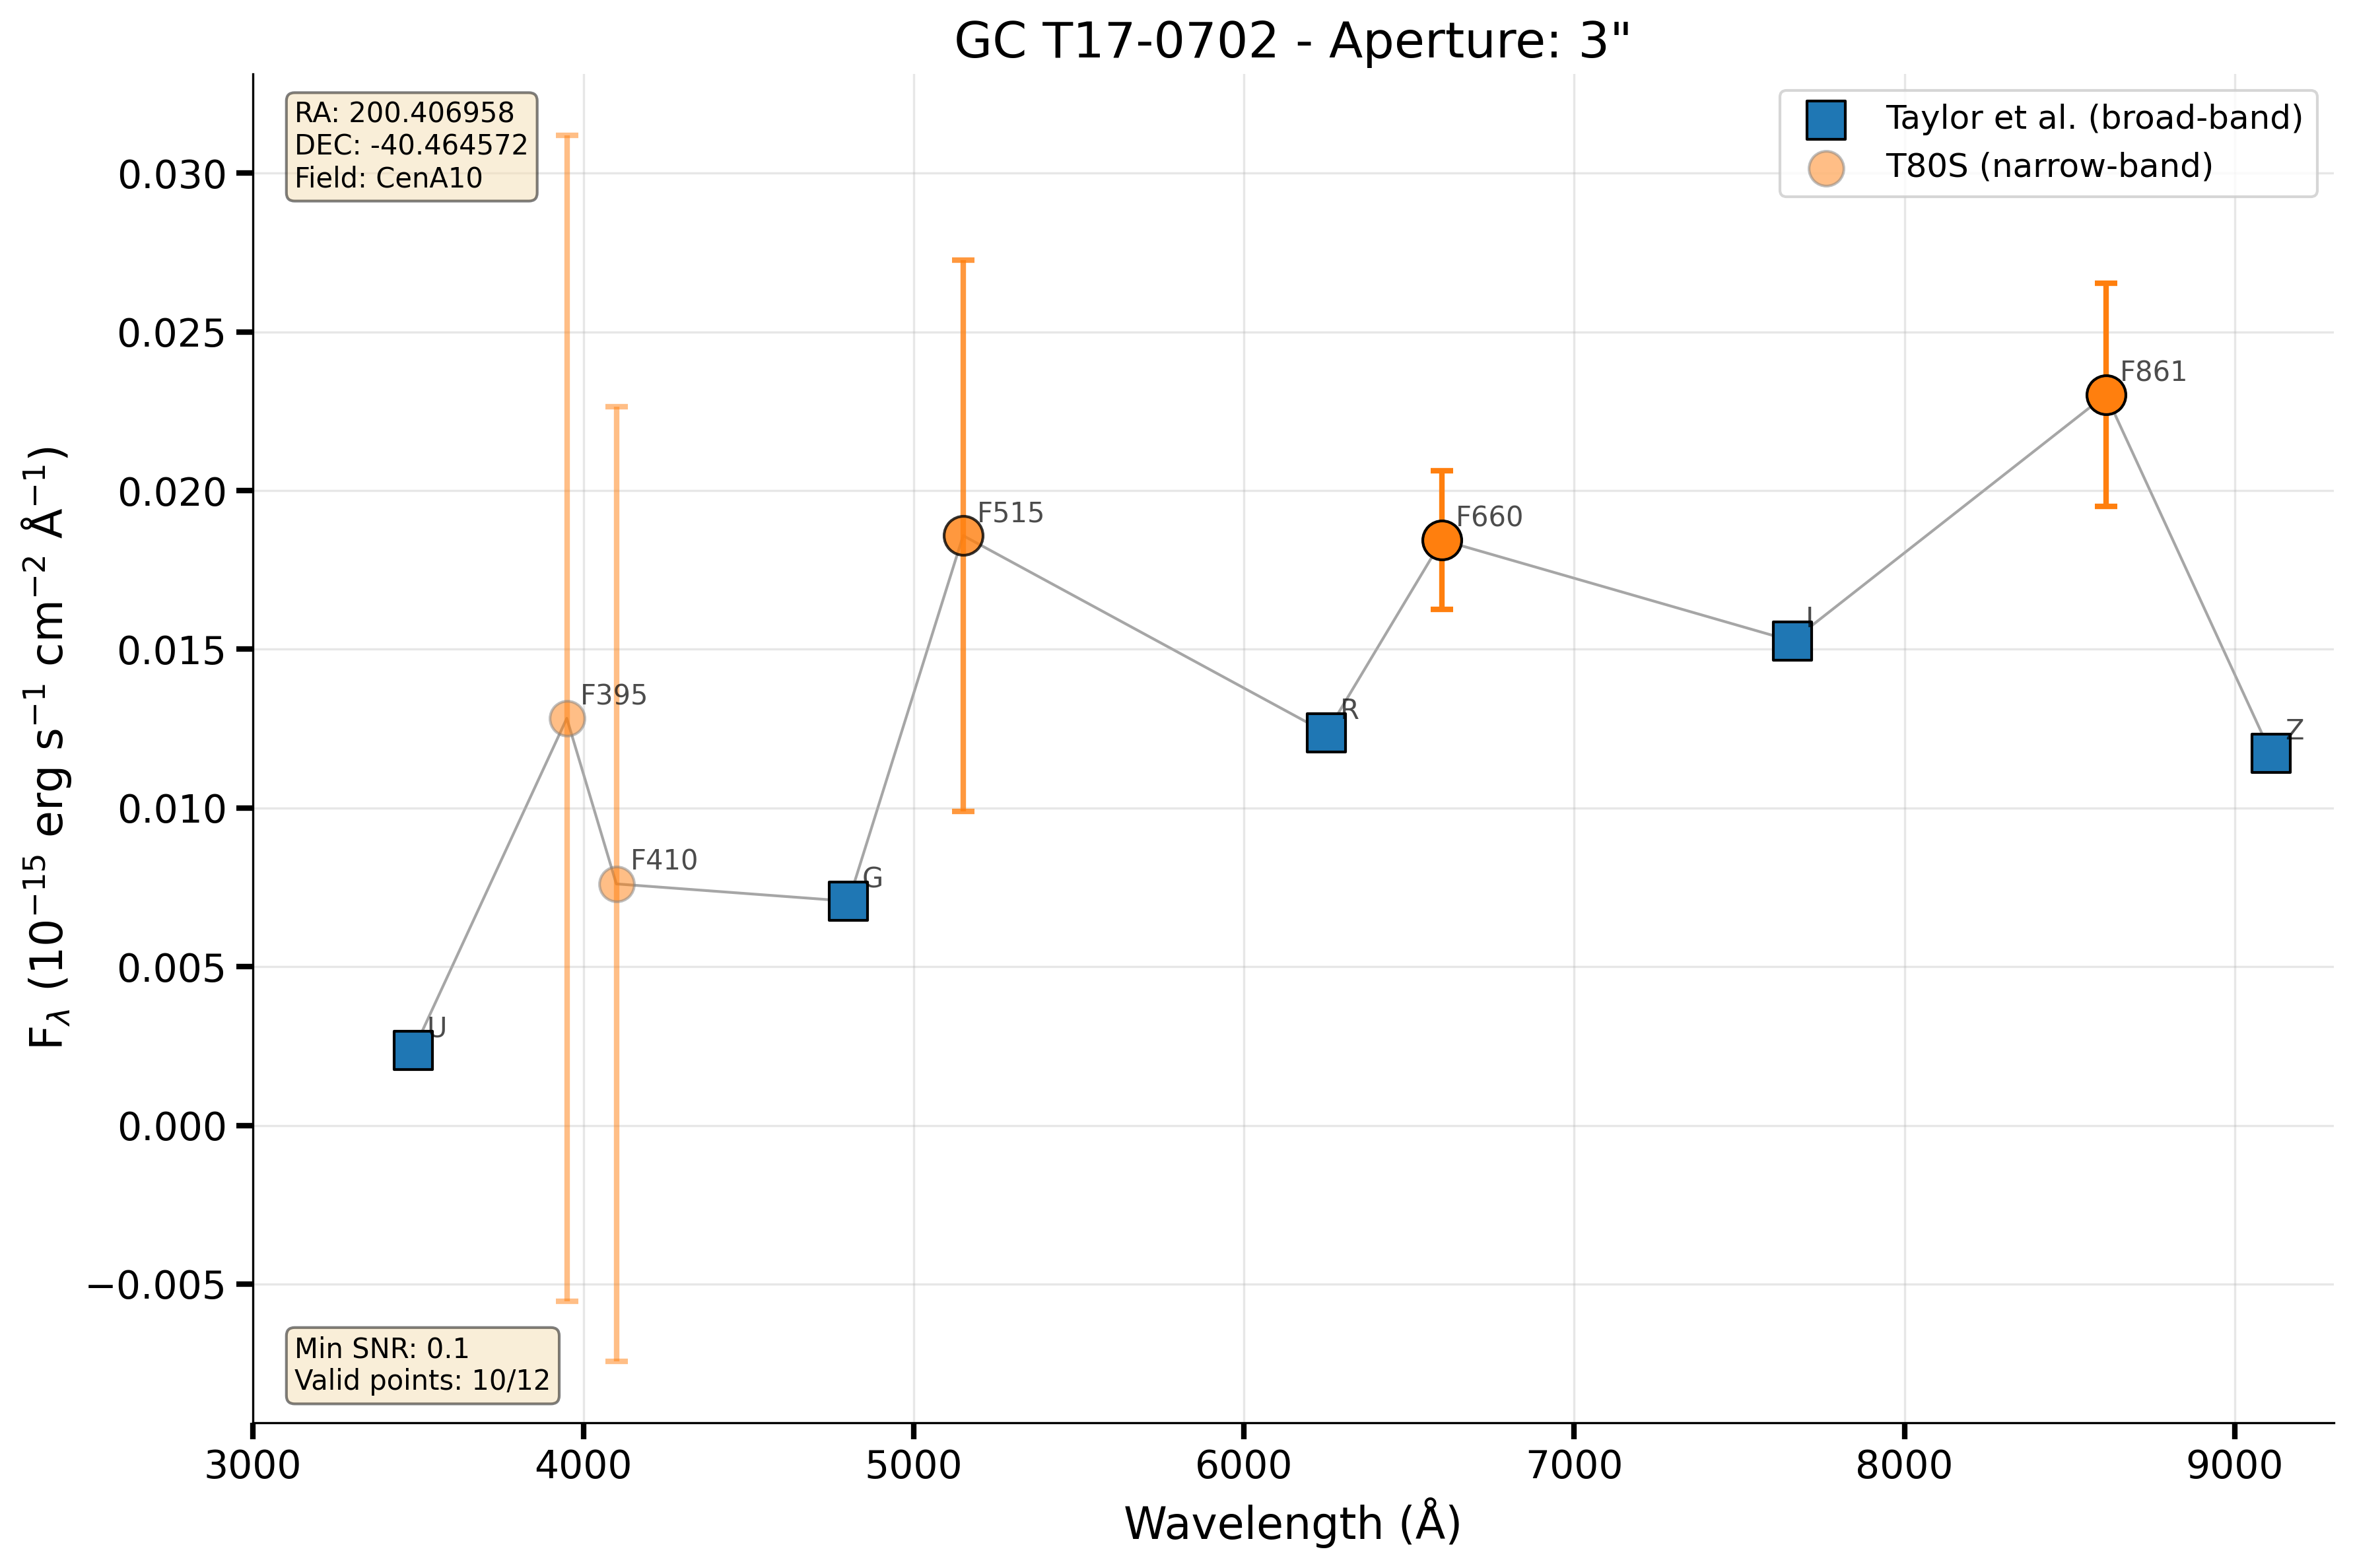 GC T17-0702 - Aperture: 3"
RA: 200.406958
DEC: -40.464572
Field: CenA10
Taylor et al. (broad-band)
T80S (narrow-band)
F861
F515
F660
I
F395
R
Z
F410
G
U
Min SNR: 0.1
Valid points: 10/12
0.030
0.025
0.020
0.015
0.010
0.005
0.000
−0.005
F$_{λ}$ (10$^{−15}$ erg s$^{−1}$ cm$^{−2}$ Å$^{−1}$)
3000 4000 5000 6000 7000 8000 9000
Wavelength (Å)